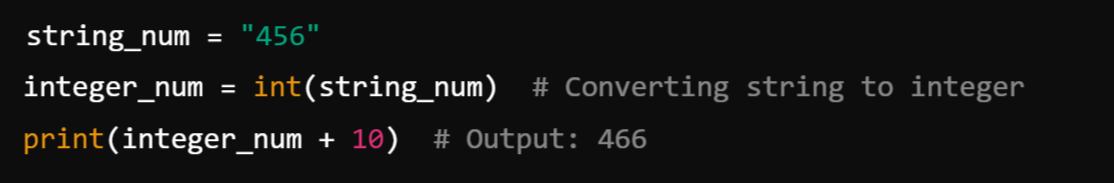 string_num = "456"
integer_num = int(string_num)  # Converting string to integer
print(integer_num + 10)  # Output: 466